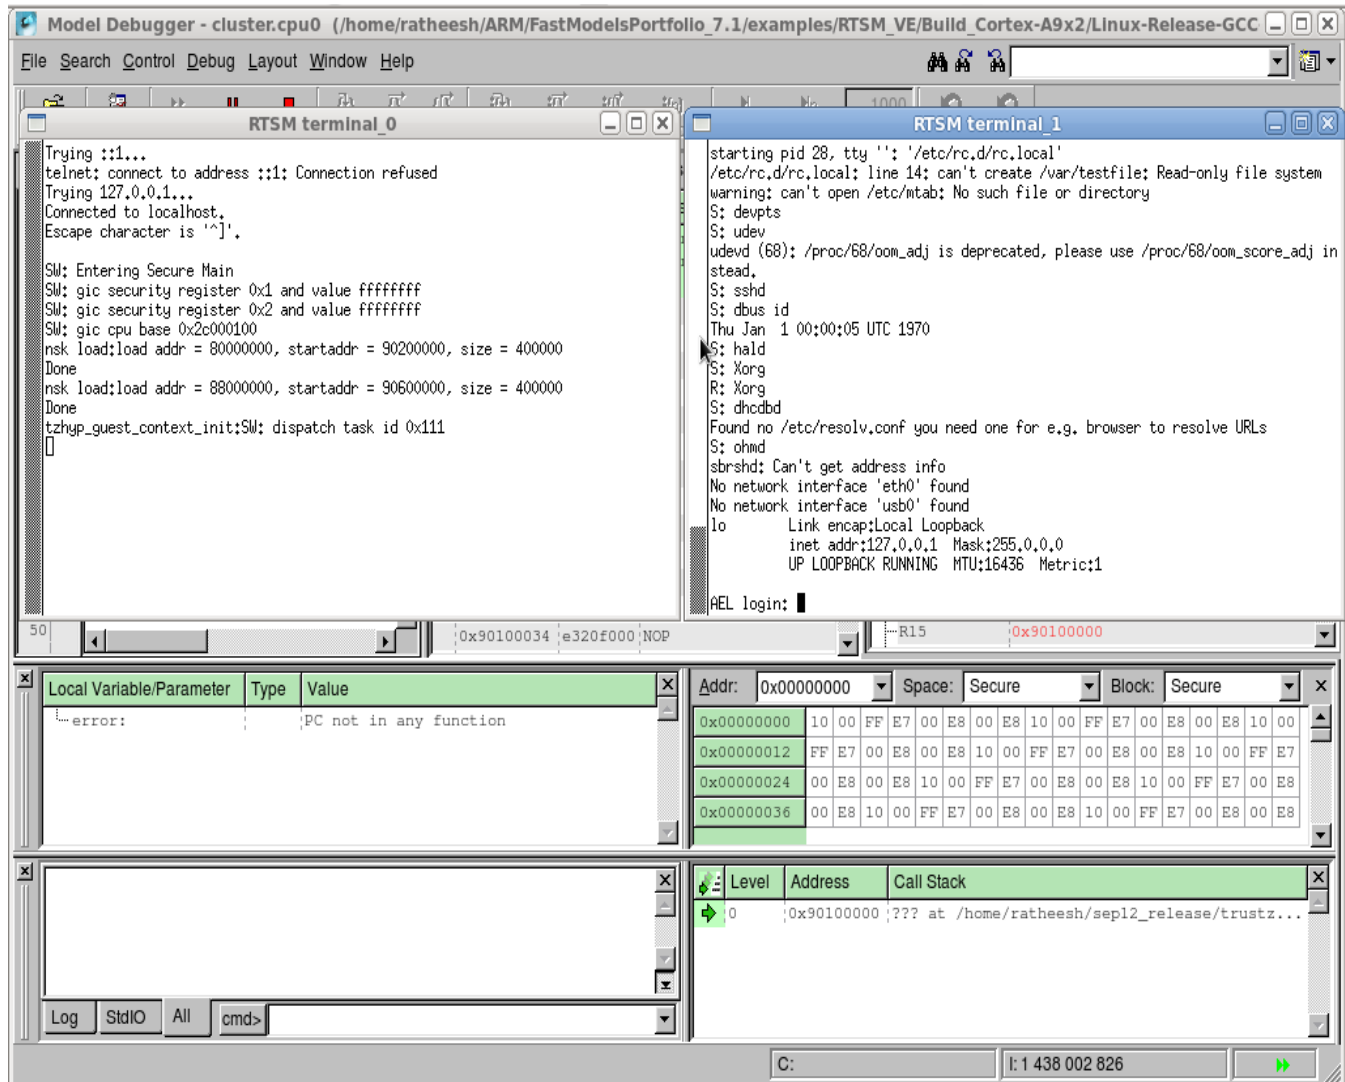 Model Debugger - cluster.cpu0 (/home/ratheesh/ARM/FastModelsPortfolio_7.1/examples/RTSM_VE/Build_Cortex-A9x2/Linux-Release-GCC
File Search Control Debug Layout Window Help
1000
RTSM terminal_0
Trying ::1...
telnet: connect to address ::1: Connection refused
Trying 127.0.0.1...
Connected to localhost.
Escape character is '^]'.
SW: Entering Secure Main
SW: gic security register 0x1 and value ffffffff
SW: gic security register 0x2 and value ffffffff
SW: gic cpu base 0x2c000100
nsk load:load addr = 80000000, startaddr = 90200000, size = 400000
Done
nsk load:load addr = 88000000, startaddr = 90600000, size = 400000
Done
tzhyp_guest_context_init:SW: dispatch task id 0x111
RTSM terminal_1
starting pid 28, tty '': '/etc/rc.d/rc.local'
/etc/rc.d/rc.local: line 14: can't create /var/testfile: Read-only file system
warning: can't open /etc/mtab: No such file or directory
S: devpts
S: udev
udevd (68): /proc/68/oom_adj is deprecated, please use /proc/68/oom_score_adj in
stead.
S: sshd
S: dbus id
Thu Jan  1 00:00:05 UTC 1970
S: hald
S: Xorg
R: Xorg
S: dhcdbd
Found no /etc/resolv.conf you need one for e.g. browser to resolve URLs
S: ohmd
sbrshd: Can't get address info
No network interface 'eth0' found
No network interface 'usb0' found
lo        Link encap:Local Loopback
inet addr:127.0.0.1  Mask:255.0.0.0
UP LOOPBACK RUNNING  MTU:16436  Metric:1
AEL login:
50
0x90100034 e320f000 NOP
R15 0x90100000
Local Variable/Parameter Type Value
error: PC not in any function
Addr: 0x00000000 Space: Secure Block: Secure
0x00000000 10 00 FF E7 00 E8 00 E8 10 00 FF E7 00 E8 00 E8 10 00
0x00000012 FF E7 00 E8 00 E8 10 00 FF E7 00 E8 00 E8 10 00 FF E7
0x00000024 00 E8 00 E8 10 00 FF E7 00 E8 00 E8 10 00 FF E7 00 E8
0x00000036 00 E8 10 00 FF E7 00 E8 00 E8 10 00 FF E7 00 E8 00 E8
Level Address Call Stack
0 0x90100000 ??? at /home/ratheesh/sep12_release/trustz...
Log StdIO All cmd>
C: I: 1 438 002 826